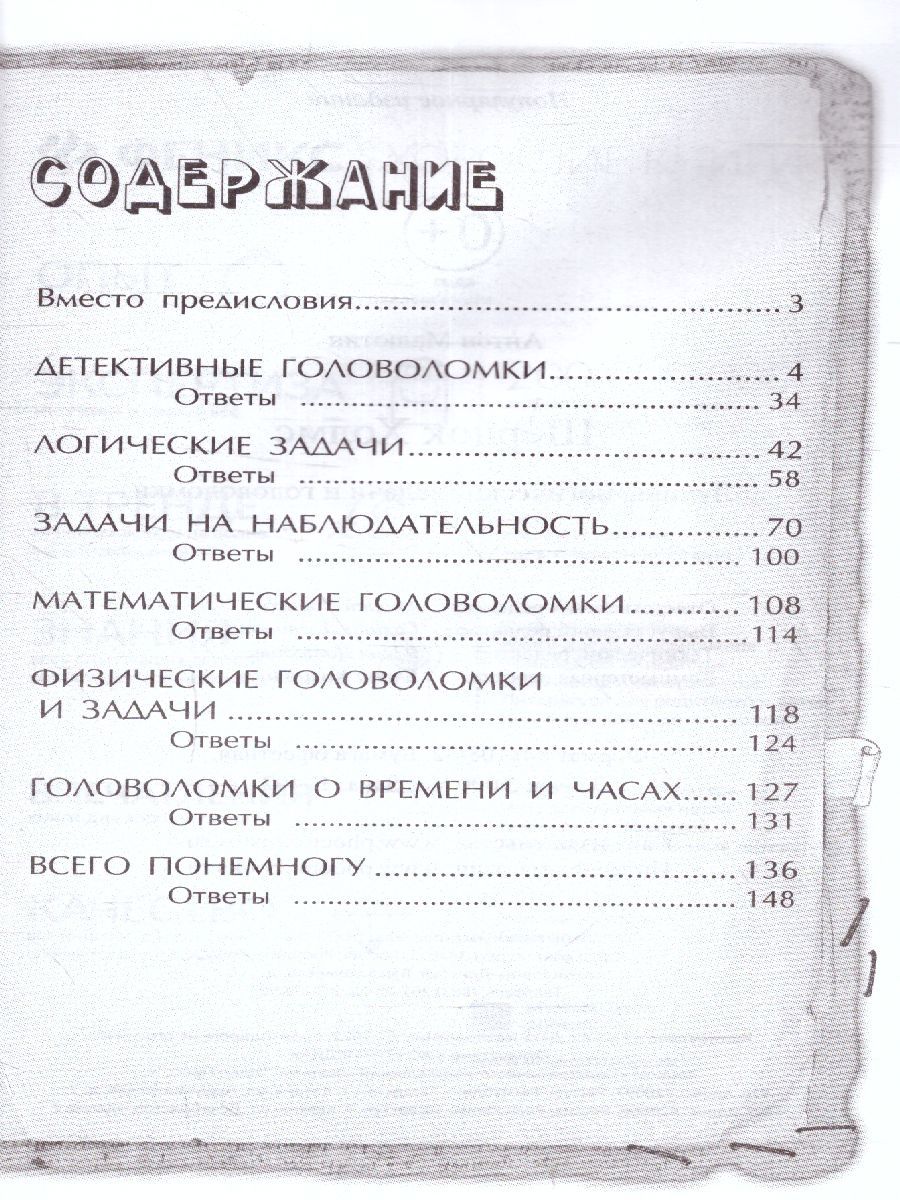 СОДЕРЖАНИЕ
Вместо предисловия............................................ 3
ДЕТЕКТИВНЫЕ ГОЛОВОЛОМКИ........................ 4
Ответы ................................................... 34
ЛОГИЧЕСКИЕ ЗАДАЧИ........................................ 42
Ответы ................................................... 58
ЗАДАЧИ НА НАБЛЮДАТЕЛЬНОСТЬ.................. 70
Ответы ................................................. 100
МАТЕМАТИЧЕСКИЕ ГОЛОВОЛОМКИ............ 108
Ответы ..................................................114
ФИЗИЧЕСКИЕ ГОЛОВОЛОМКИ
И ЗАДАЧИ ......................................................... 118
Ответы ................................................. 124
ГОЛОВОЛОМКИ О ВРЕМЕНИ И ЧАСАХ...... 127
Ответы ................................................. 131
ВСЕГО ПОНЕМНОГУ ........................................ 136
Ответы ................................................. 148